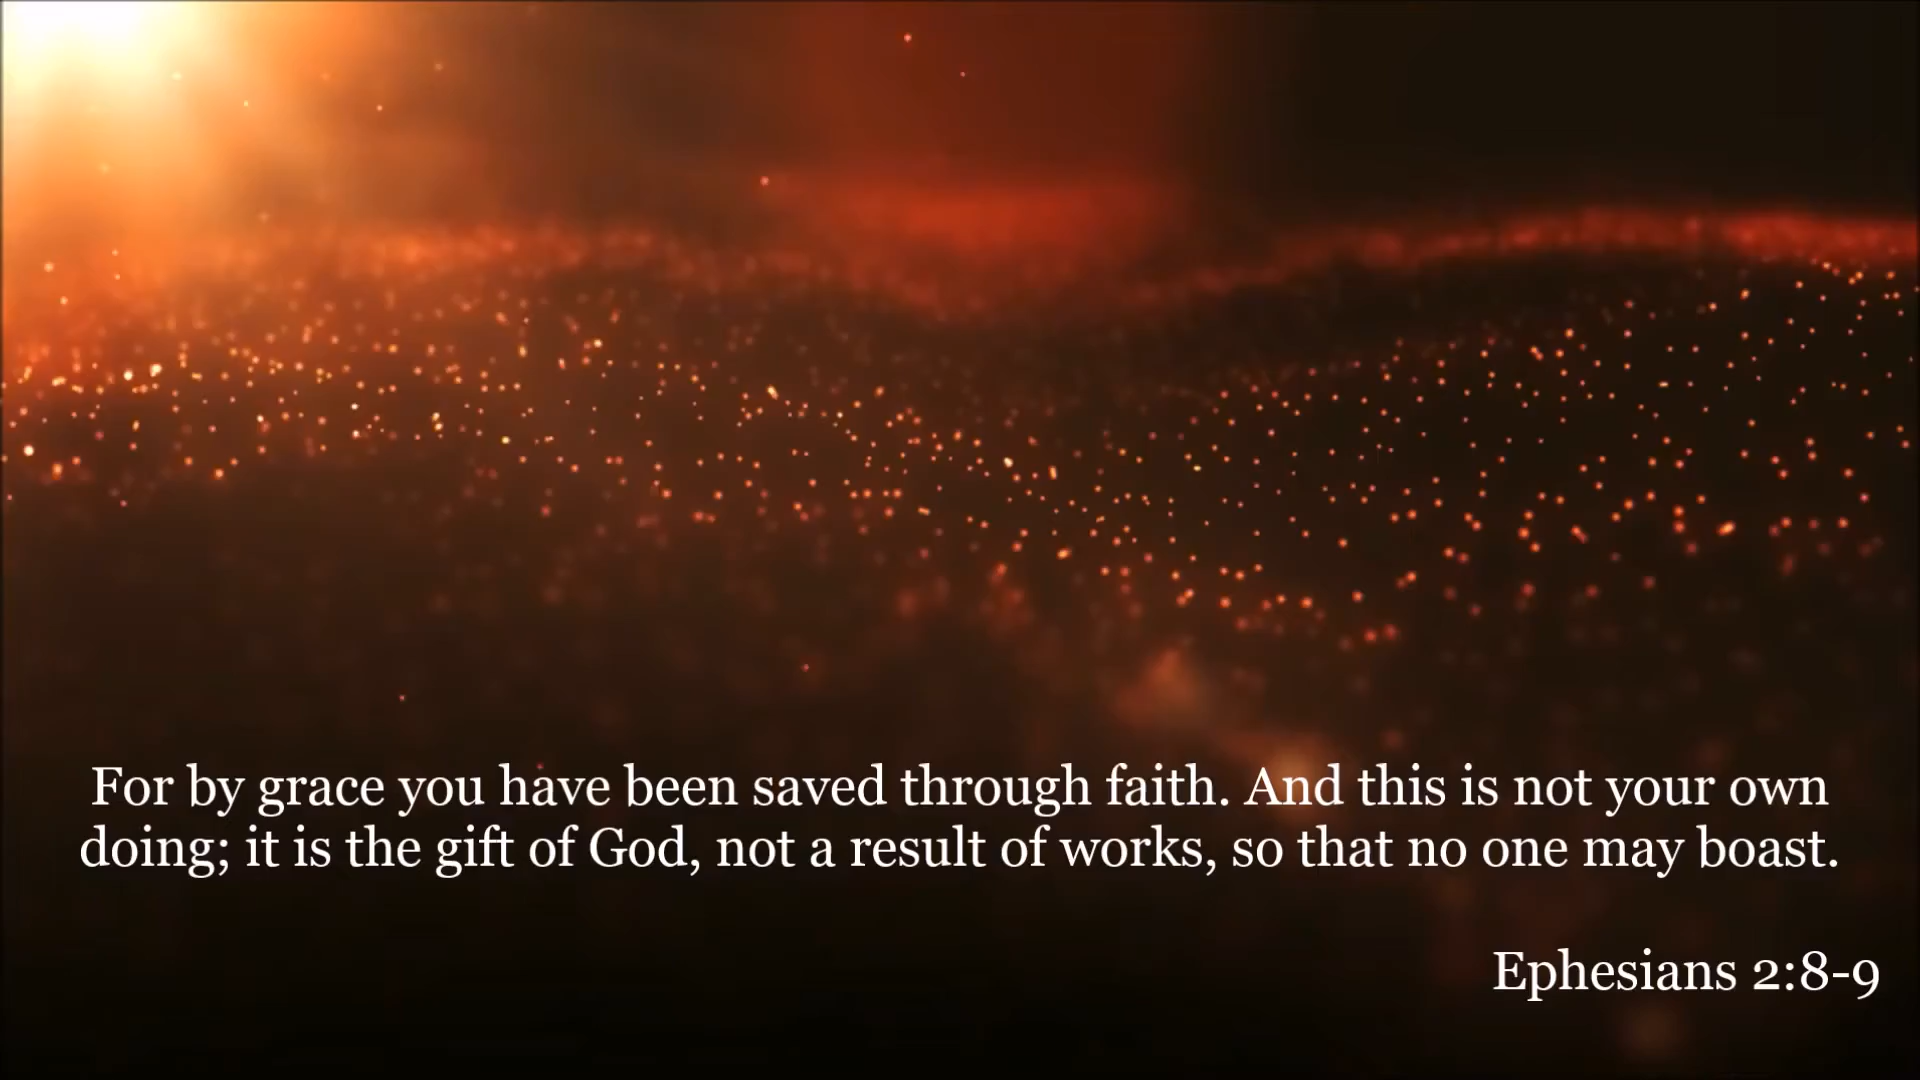 For by grace you have been saved through faith. And this is not your own
doing; it is the gift of God, not a result of works, so that no one may boast.
Ephesians 2:8-9